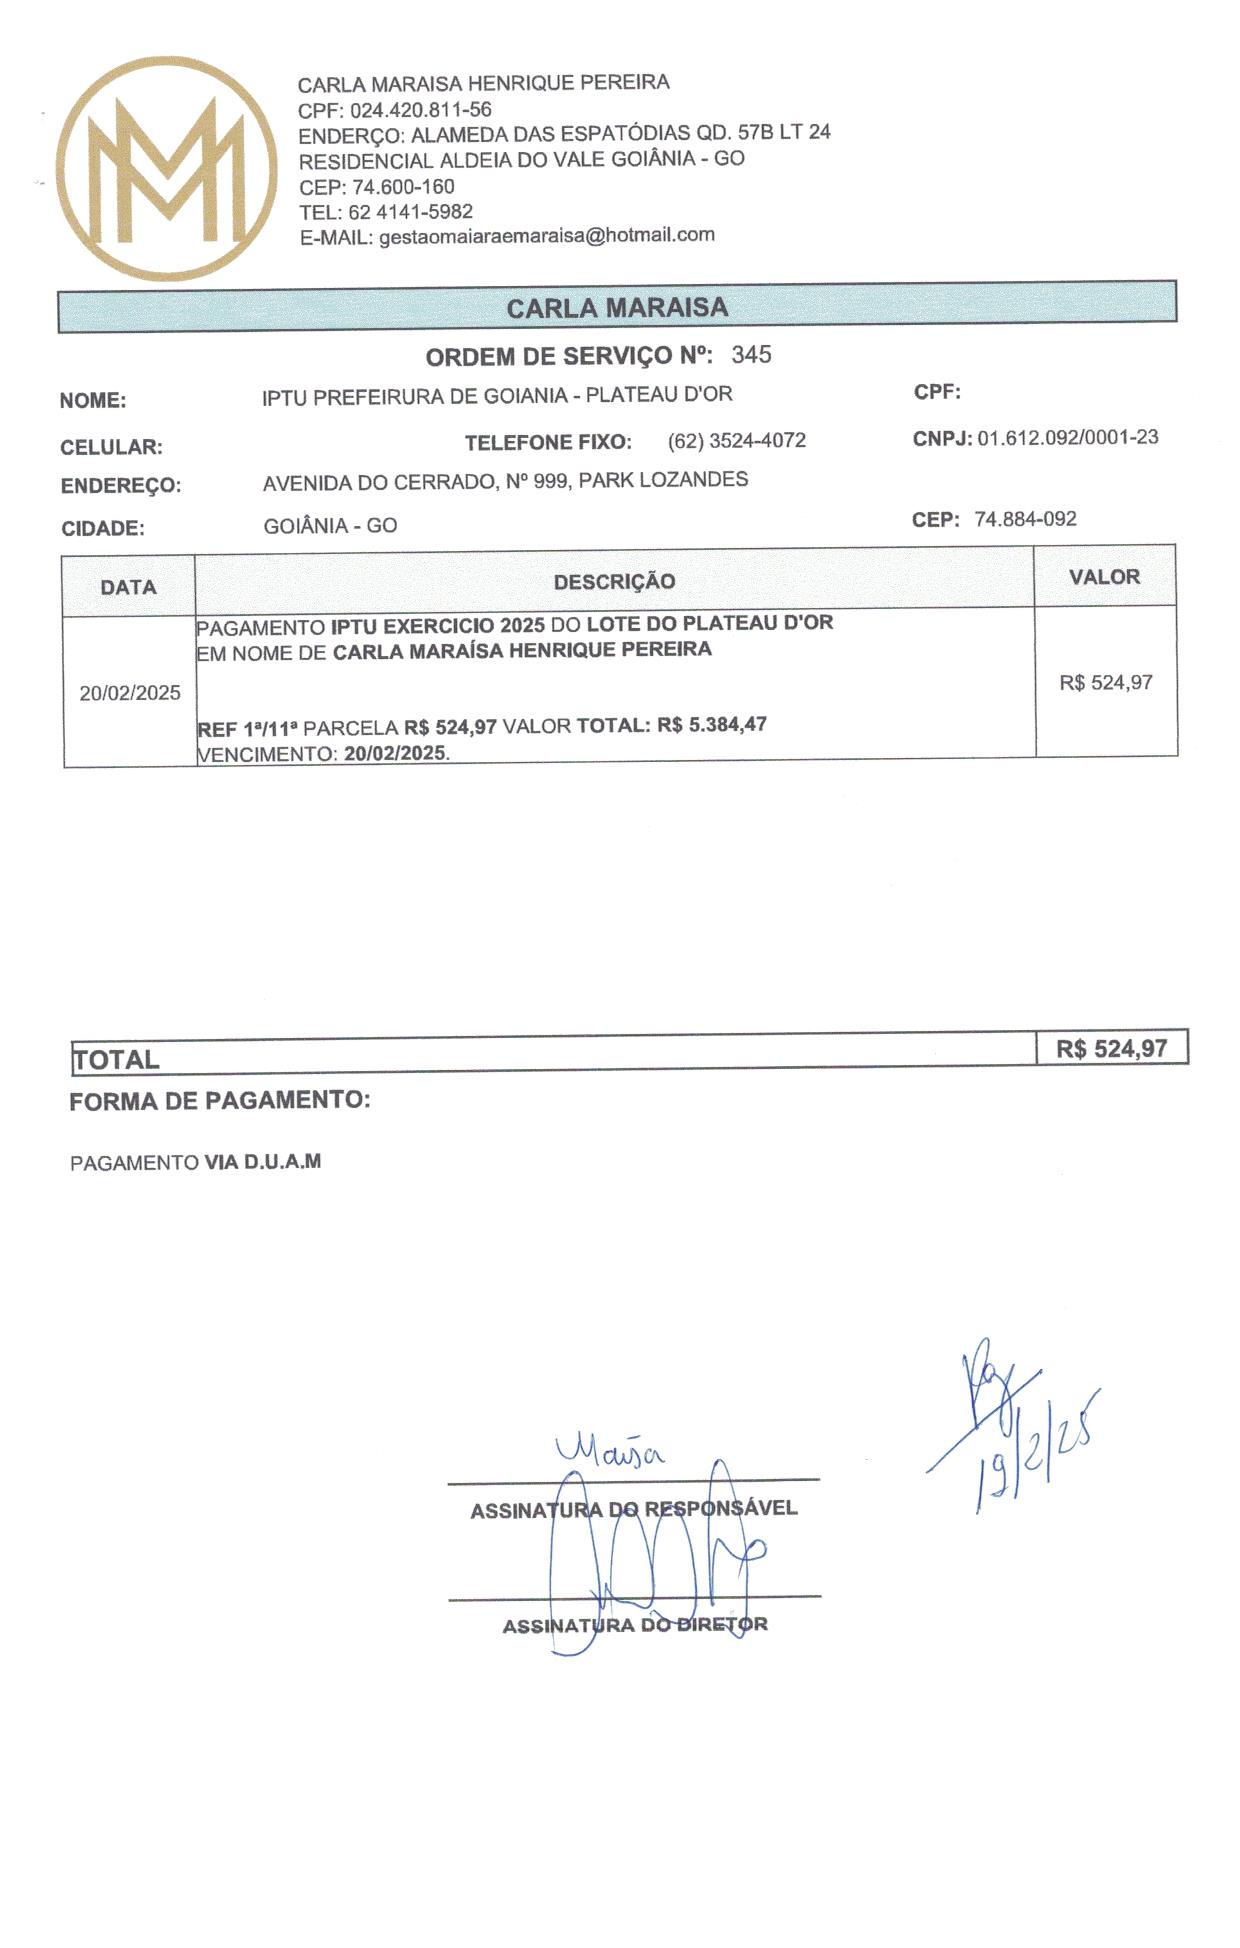 CARLA MARAISA HENRIQUE PEREIRA
CPF: 024.420.811-56
ENDERÇO: ALAMEDA DAS ESPATÓDIAS QD. 57B LT 24
RESIDENCIAL ALDEIA DO VALE GOIÂNIA - GO
CEP: 74.600-160
TEL: 62 4141-5982
E-MAIL: gestaomaiaraemaraisa@hotmail.com
CARLA MARAISA
ORDEM DE SERVIÇO Nº: 345
NOME: IPTU PREFEIRURA DE GOIANIA - PLATEAU D'OR CPF:
CELULAR: TELEFONE FIXO: (62) 3524-4072 CNPJ: 01.612.092/0001-23
ENDEREÇO: AVENIDA DO CERRADO, Nº 999, PARK LOZANDES
CIDADE: GOIÂNIA - GO CEP: 74.884-092
DATA DESCRIÇÃO VALOR
PAGAMENTO IPTU EXERCICIO 2025 DO LOTE DO PLATEAU D'OR
EM NOME DE CARLA MARAÍSA HENRIQUE PEREIRA
20/02/2025 R$ 524,97
REF 1ª/11ª PARCELA R$ 524,97 VALOR TOTAL: R$ 5.384,47
VENCIMENTO: 20/02/2025.
TOTAL R$ 524,97
FORMA DE PAGAMENTO:
PAGAMENTO VIA D.U.A.M
19/2/25
ASSINATURA DO RESPONSÁVEL
ASSINATURA DO DIRETOR